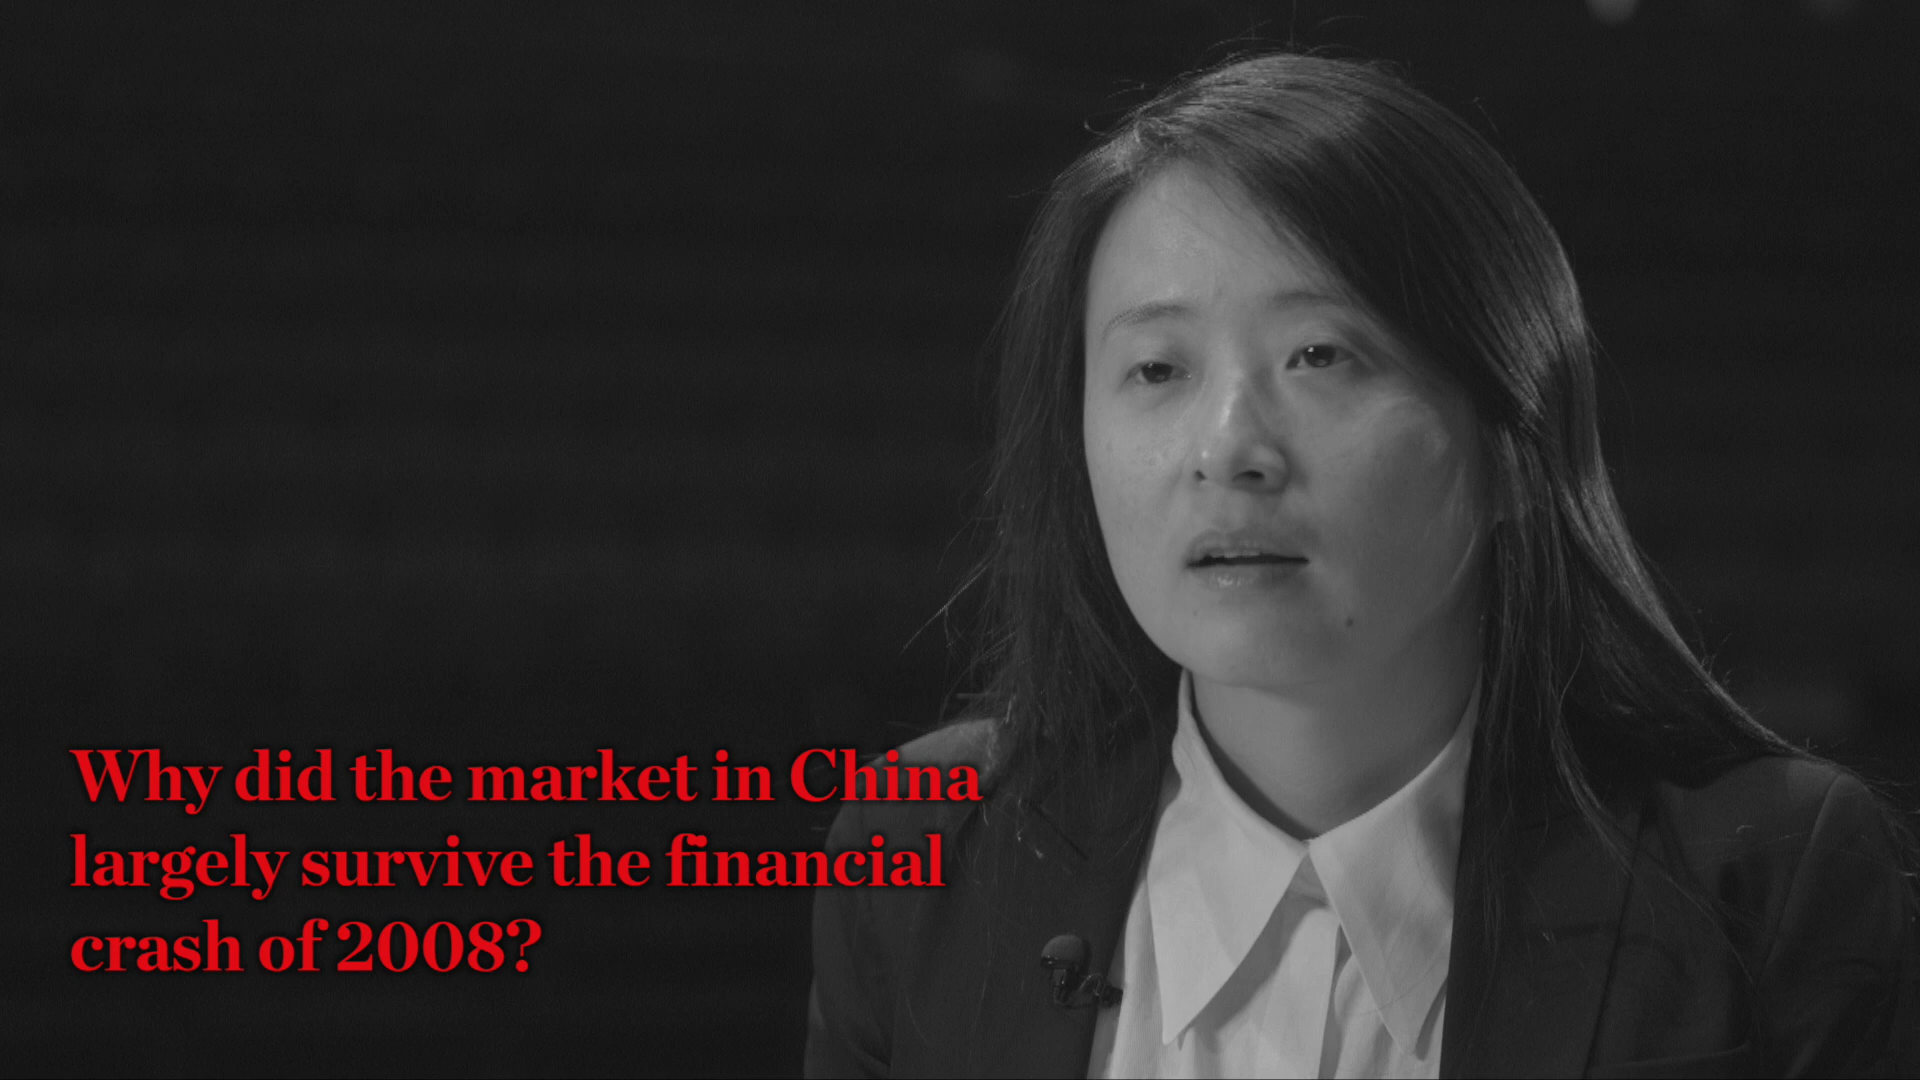 Why did the market in China
largely survive the financial
crash of 2008?